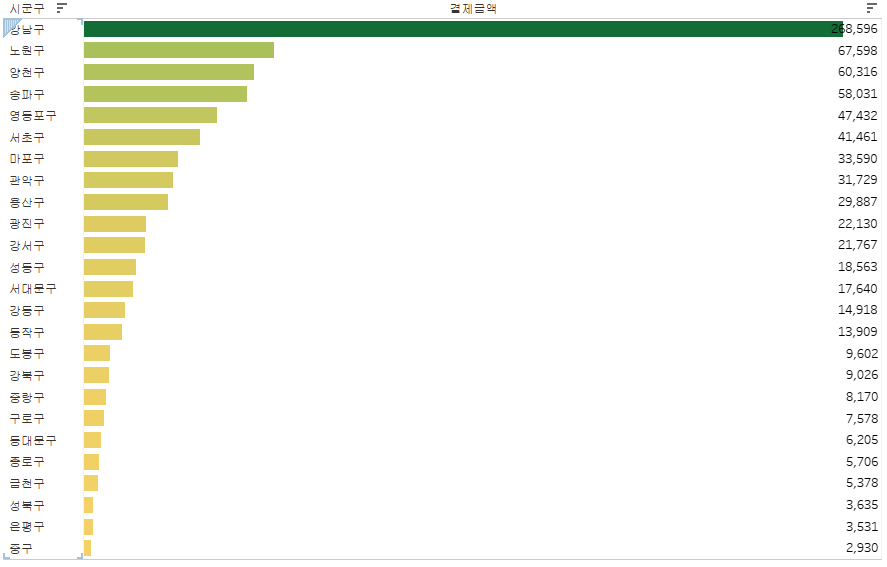 시군구 결제금액
강남구 268,596
노원구 67,598
양천구 60,316
송파구 58,031
영등포구 47,432
서초구 41,461
마포구 33,590
관악구 31,729
용산구 29,887
광진구 22,130
강서구 21,767
성동구 18,563
서대문구 17,640
강동구 14,918
동작구 13,909
도봉구 9,602
강북구 9,026
중랑구 8,170
구로구 7,578
동대문구 6,205
종로구 5,706
금천구 5,378
성북구 3,635
은평구 3,531
중구 2,930